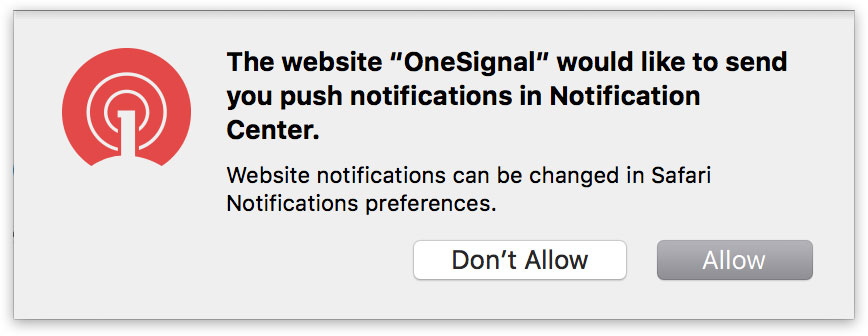 The website “OneSignal” would like to send
you push notifications in Notification
Center.
Website notifications can be changed in Safari
Notifications preferences.
Don’t Allow
Allow